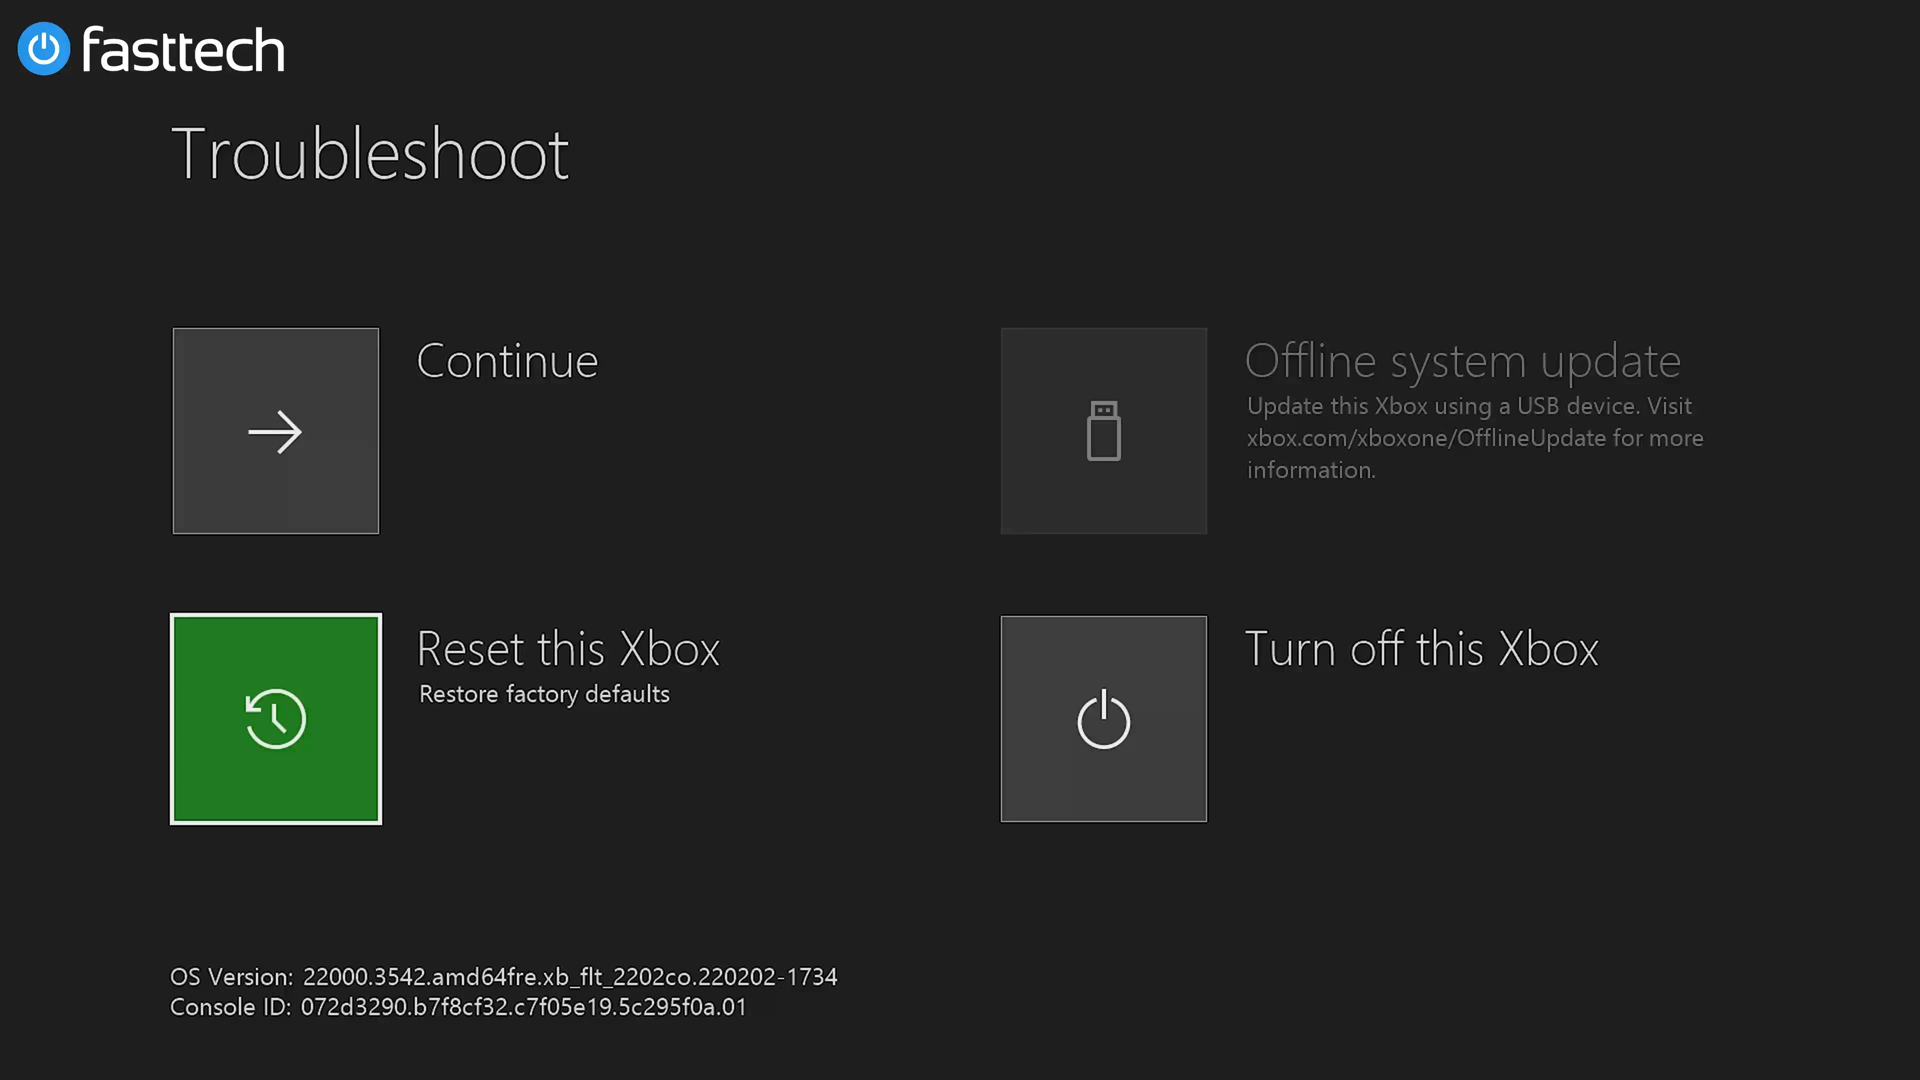 fasttech
Troubleshoot
Continue
Offline system update
Update this Xbox using a USB device. Visit
xbox.com/xboxone/OfflineUpdate for more
information.
Reset this Xbox
Restore factory defaults
Turn off this Xbox
OS Version: 22000.3542.amd64fre.xb_flt_2202co.220202-1734
Console ID: 072d3290.b7f8cf32.c7f05e19.5c295f0a.01